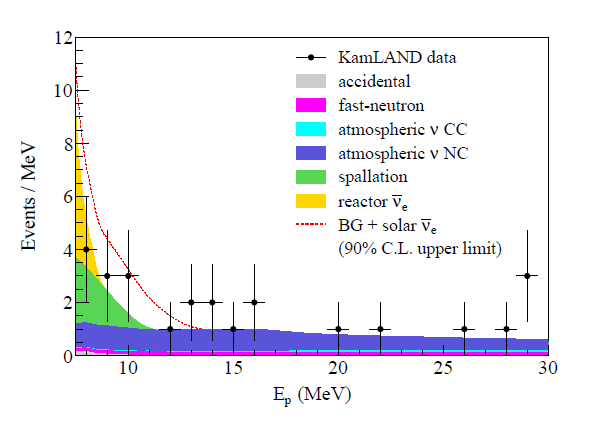 12
10
8
6
4
2
0
Events / MeV
KamLAND data
accidental
fast-neutron
atmospheric ν CC
atmospheric ν NC
spallation
reactor ν̅e
BG + solar ν̅e
(90% C.L. upper limit)
10 15 20 25 30
Ep (MeV)